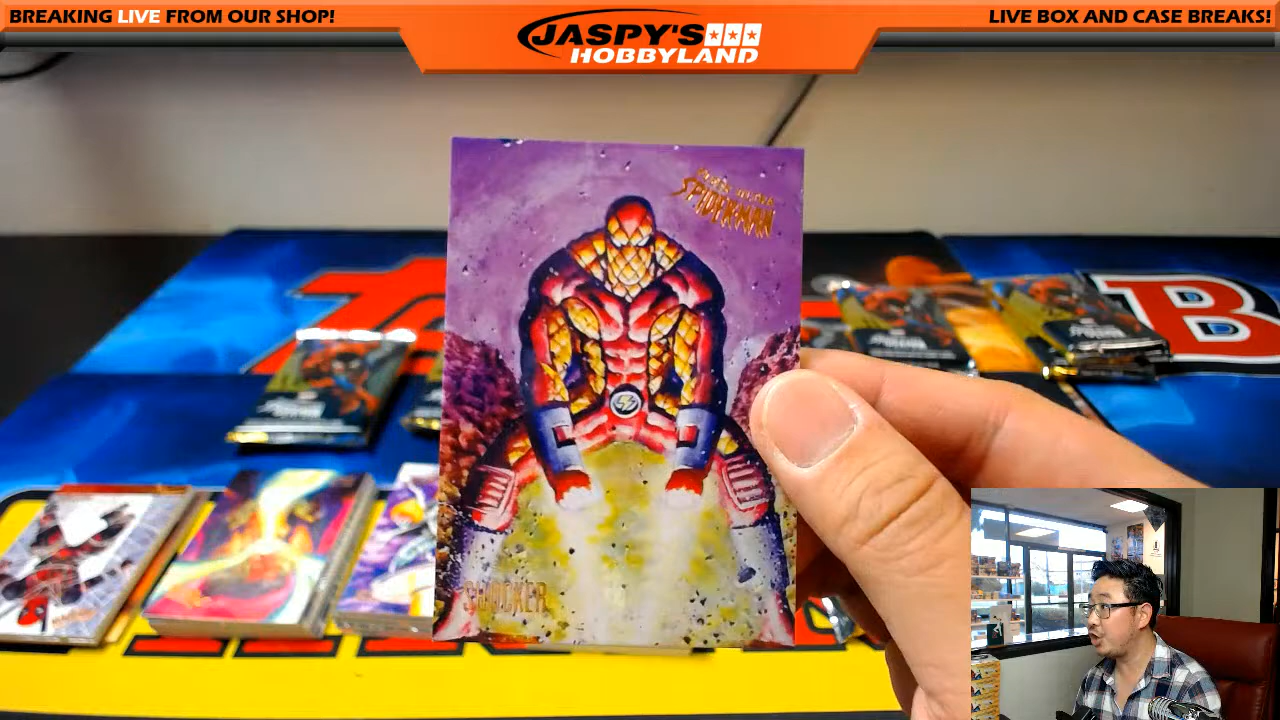 BREAKING LIVE FROM OUR SHOP!
JASPY'S
HOBBYLAND
LIVE BOX AND CASE BREAKS!
SPIDER-MAN
SHOCKER
B